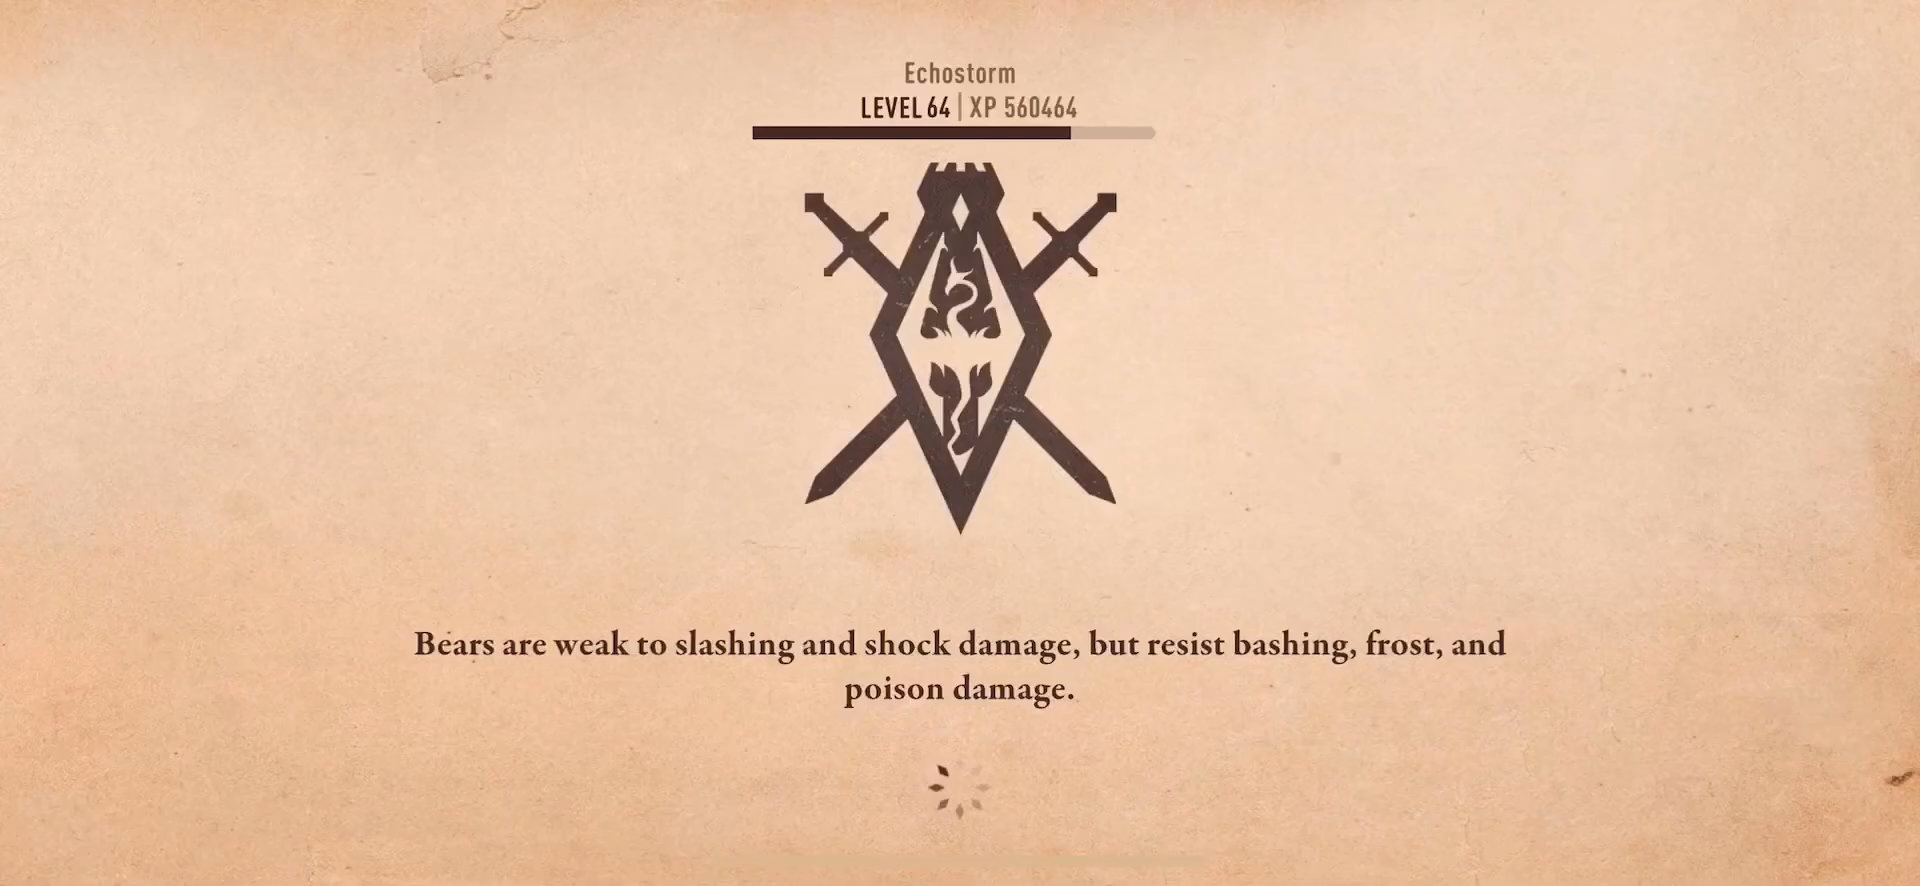 Echostorm
LEVEL 64 | XP 560464
Bears are weak to slashing and shock damage, but resist bashing, frost, and
poison damage.